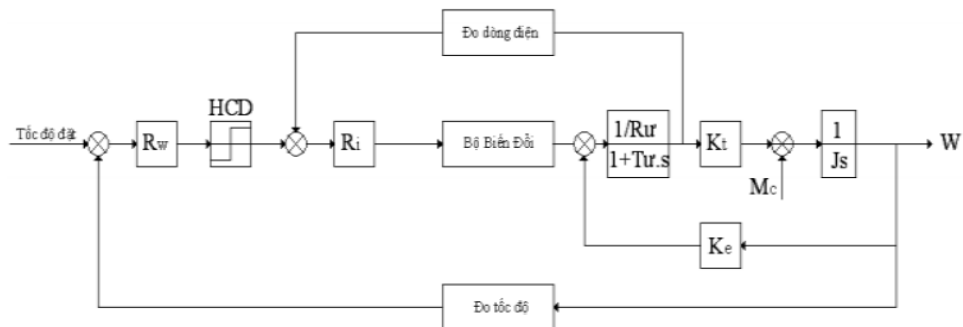 Đo dòng điện
HCD
Tốc độ đặt
Rw
Ri
Bộ Biến Đổi
1/Rư
1+Tư.s
Kt
1
Js
W
Mc
Ke
Đo tốc độ